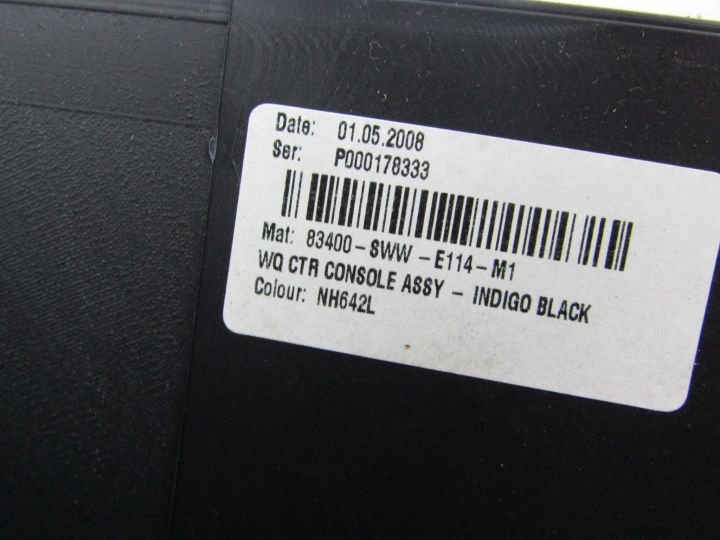 Date: 01.05.2008
Ser: P000178333
Mat: 83400-SWW-E114-M1
WQ CTR CONSOLE ASSY - INDIGO BLACK
Colour: NH642L